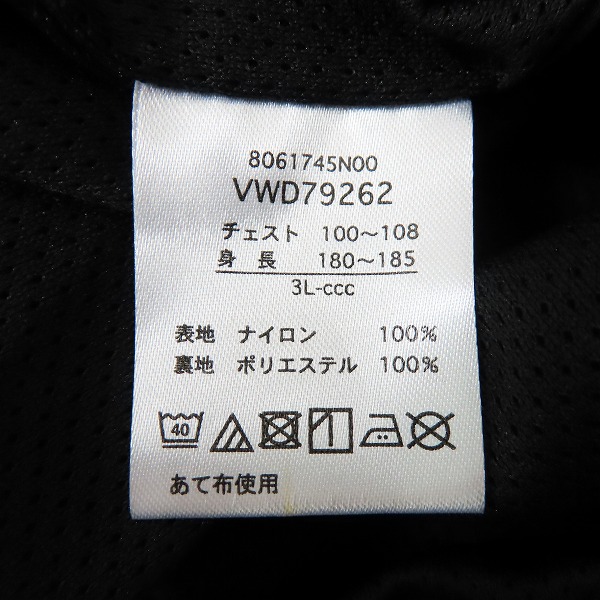 8061745N00
VWD79262
チェスト 100〜108
身長 180〜185
3L-ccc
表地 ナイロン 100%
裏地 ポリエステル 100%
40
あて布使用